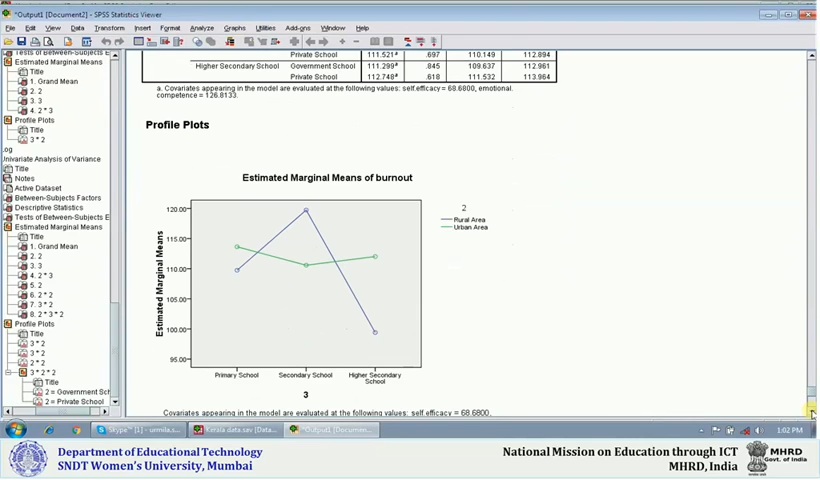 *Output1 [Document2] - SPSS Statistics Viewer
File Edit View Data Transform Insert Format Analyze Graphs Utilities Add-ons Window Help
Tests of Between-Subjects E
Estimated Marginal Means
Title
1. Grand Mean
2. 2
3. 3
4. 2 * 3
Profile Plots
Title
3 * 2
og
nivariate Analysis of Variance
Title
Notes
Active Dataset
Between-Subjects Factors
Descriptive Statistics
Tests of Between-Subjects E
Estimated Marginal Means
Title
1. Grand Mean
2. 2
3. 3
4. 2 * 3
5. 2
6. 2 * 2
7. 3 * 2
8. 2 * 3 * 2
Profile Plots
Title
3 * 2
3 * 2
2 * 2
3 * 2 * 2
Title
2 = Government Sch
2 = Private School
Private School 111.521a .697 110.149 112.894
Higher Secondary School Government School 111.299a .845 109.637 112.961
Private School 112.748a .618 111.532 113.964
a. Covariates appearing in the model are evaluated at the following values: self.efficacy = 68.6800, emotional.
competence = 126.8133.
Profile Plots
Estimated Marginal Means of burnout
Estimated Marginal Means
120.00
115.00
110.00
105.00
100.00
95.00
Primary School Secondary School Higher Secondary
School
3
2
Rural Area
Urban Area
Covariates appearing in the model are evaluated at the following values: self.efficacy = 68.6800,
Skype™ [1] - urmila.s... Kerala data.sav [Data... *Output1 [Documen... 1:02 PM
Department of Educational Technology
SNDT Women's University, Mumbai
National Mission on Education through ICT
MHRD, India
MHRD
Govt. of India